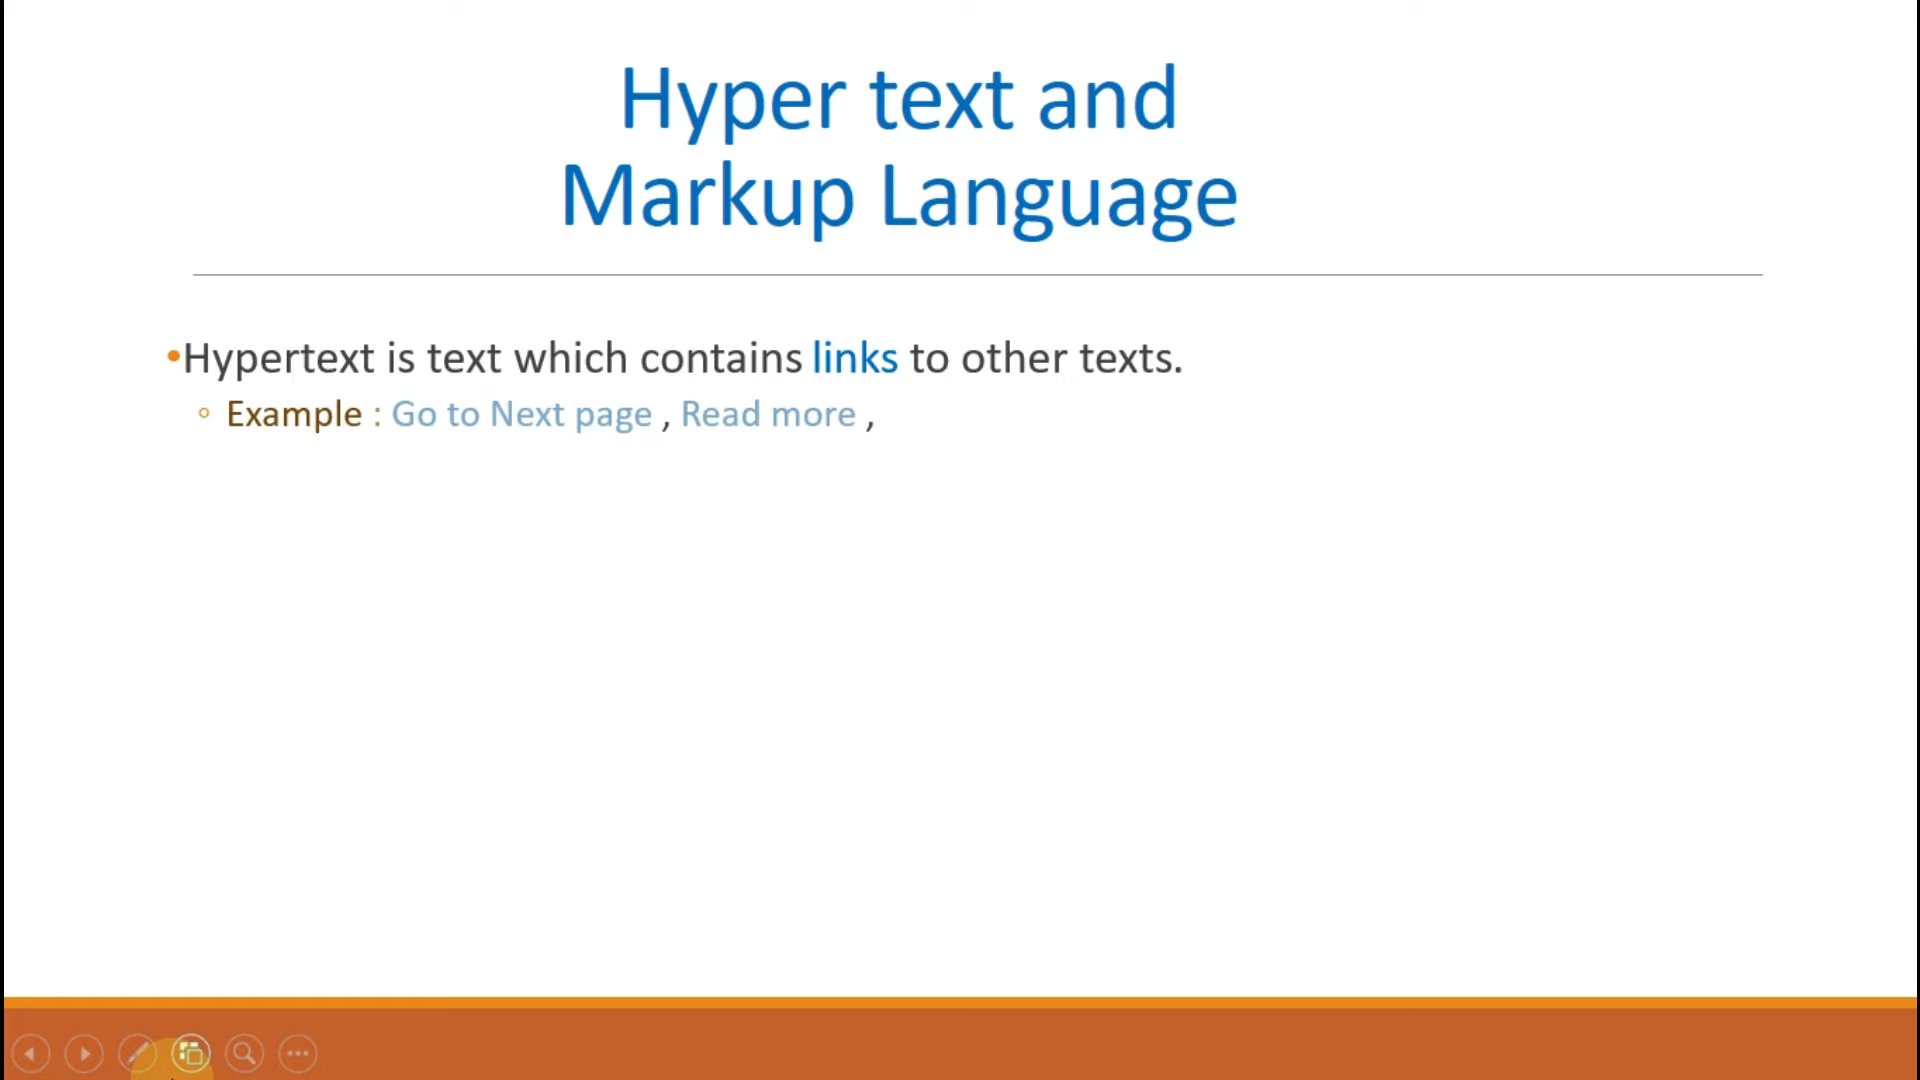 Hyper text and
Markup Language
•Hypertext is text which contains links to other texts.
◦ Example : Go to Next page , Read more ,